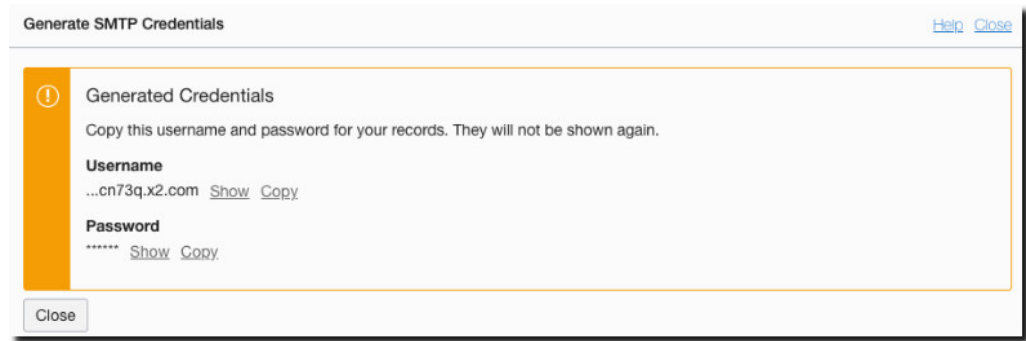 Generate SMTP Credentials Help Close
Generated Credentials
Copy this username and password for your records. They will not be shown again.
Username
...cn73q.x2.com Show Copy
Password
****** Show Copy
Close